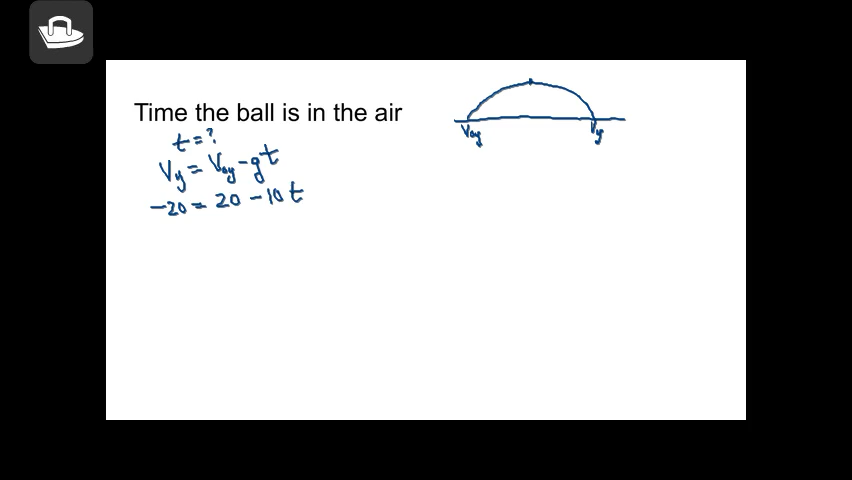 Time the ball is in the air
t = ?
Vy = Voy - gt
-20 = 20 - 10t
Voy
Vy